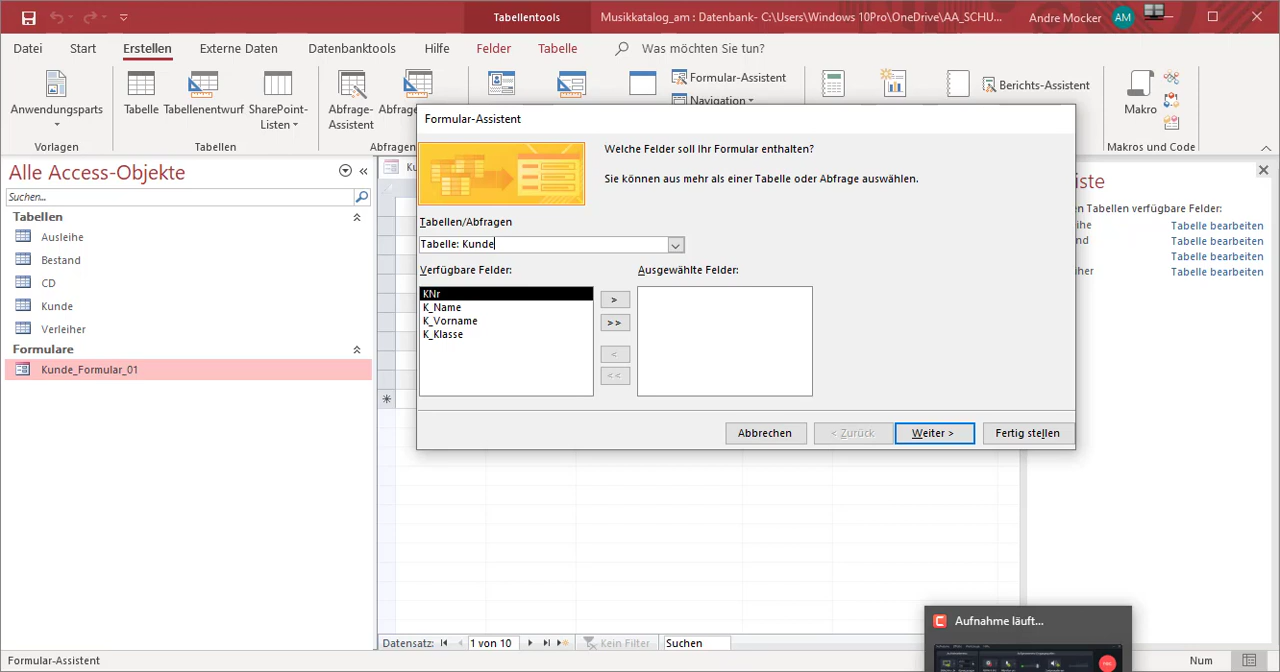 Tabellentools
Musikkatalog_am : Datenbank- C:\Users\Windows 10Pro\OneDrive\AA_SCHU...
Andre Mocker
AM
Datei
Start
Erstellen
Externe Daten
Datenbanktools
Hilfe
Felder
Tabelle
Was möchten Sie tun?
Anwendungsparts
Vorlagen
Tabelle
Tabellenentwurf
SharePoint-
Listen
Tabellen
Abfrage-
Assistent
Abfragen
Formular-Assistent
Navigation
Berichts-Assistent
Makro
Makros und Code
Alle Access-Objekte
Suchen...
Tabellen
Ausleihe
Bestand
CD
Kunde
Verleiher
Formulare
Kunde_Formular_01
Formular-Assistent
Welche Felder soll Ihr Formular enthalten?
Sie können aus mehr als einer Tabelle oder Abfrage auswählen.
Tabellen/Abfragen
Tabelle: Kunde
Verfügbare Felder:
Ausgewählte Felder:
KNr
K_Name
K_Vorname
K_Klasse
>
>>
<
<<
Abbrechen
< Zurück
Weiter >
Fertig stellen
iste
en Tabellen verfügbare Felder:
ihe
Tabelle bearbeiten
nd
Tabelle bearbeiten
Tabelle bearbeiten
iher
Tabelle bearbeiten
Datensatz:
1 von 10
Kein Filter
Suchen
Aufnahme läuft...
Formular-Assistent
Num